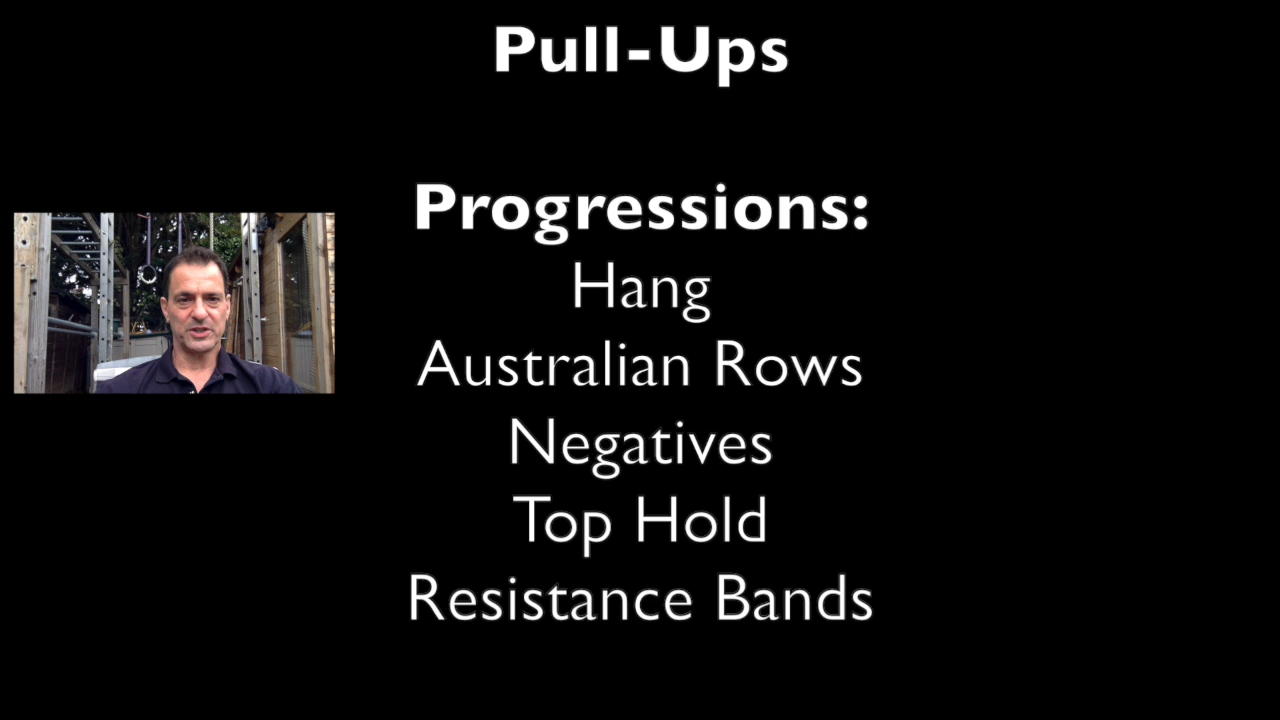 Pull-Ups
Progressions:
Hang
Australian Rows
Negatives
Top Hold
Resistance Bands